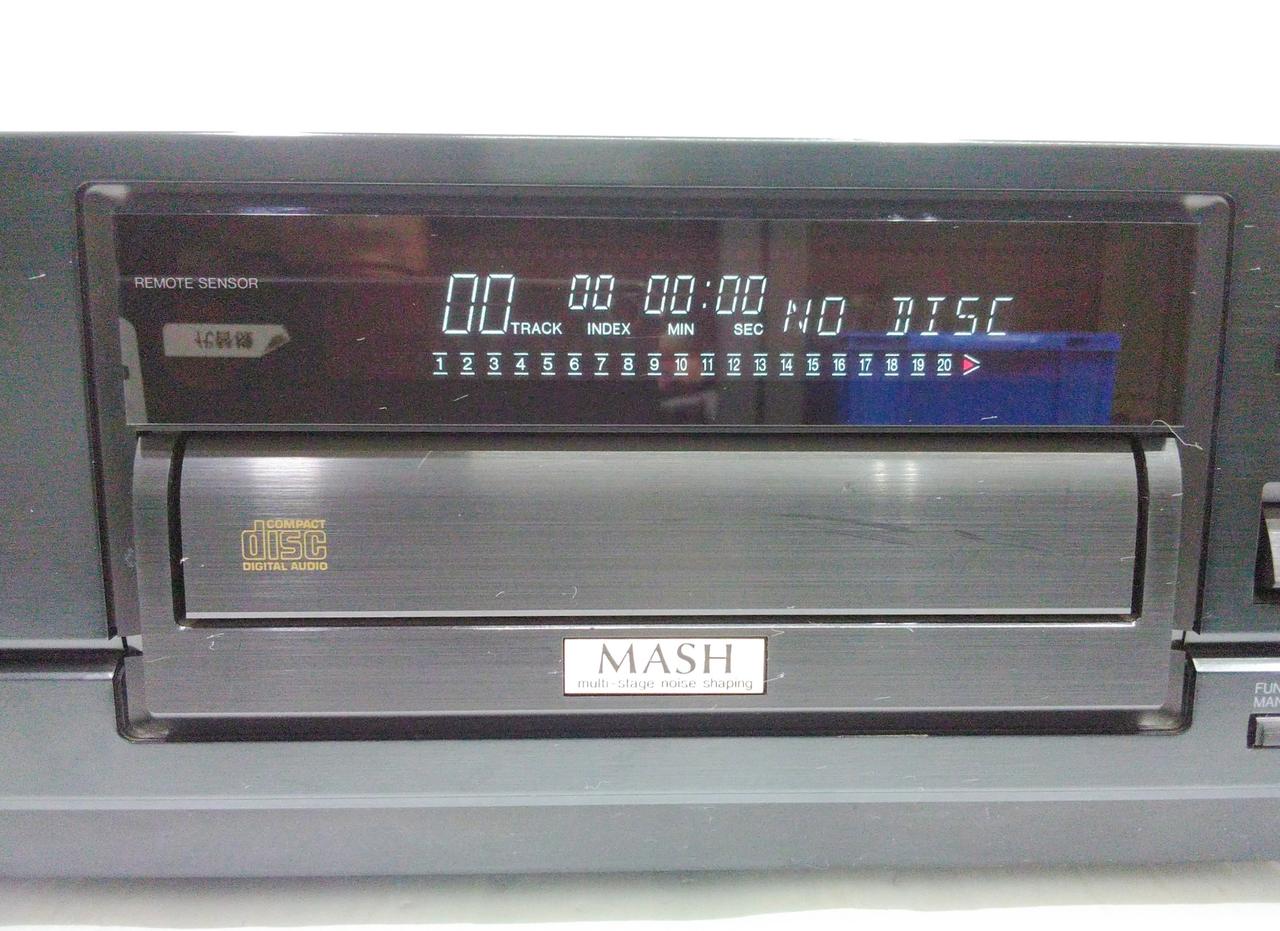 REMOTE SENSOR
00 TRACK 00 INDEX 00:00 MIN SEC NO DISC
1 2 3 4 5 6 7 8 9 10 11 12 13 14 15 16 17 18 19 20
COMPACT
disc
DIGITAL AUDIO
MASH
multi-stage noise shaping
FUN
MAN